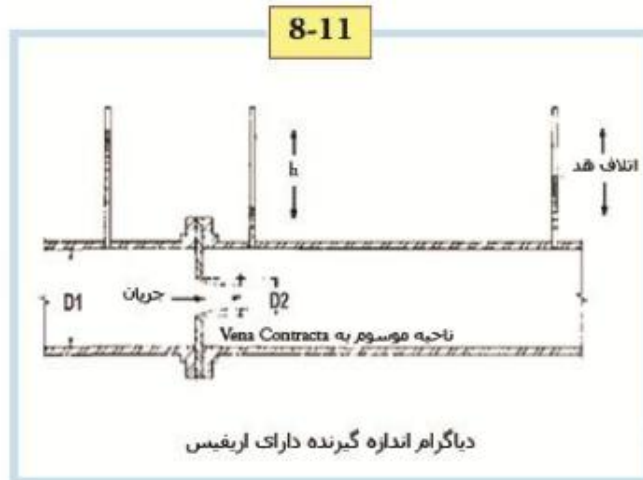 8-11
h
اتلاف هد
D1
جریان
D2
ناحیه موسوم به Vena Contracta
دیاگرام اندازه گیرنده دارای اریفیس